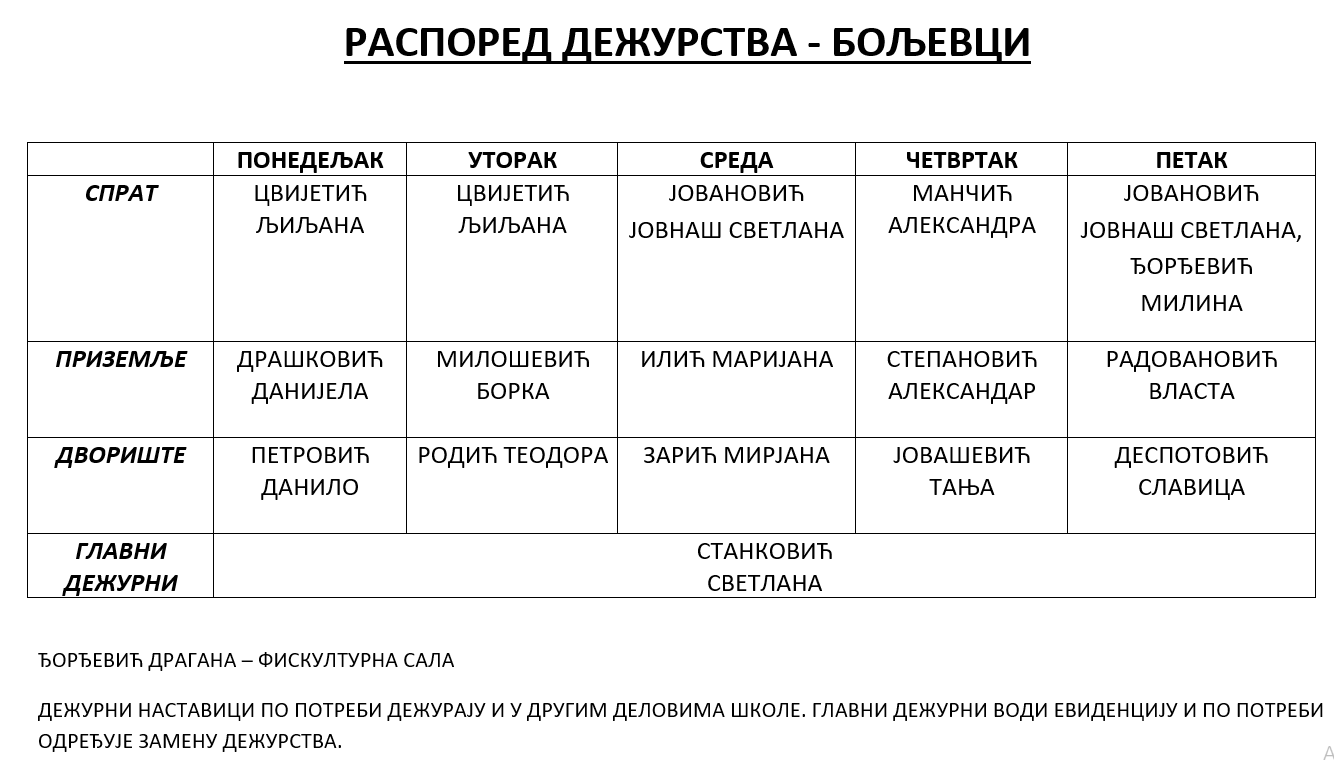 РАСПОРЕД ДЕЖУРСТВА - БОЉЕВЦИ
ПОНЕДЕЉАК УТОРАК СРЕДА ЧЕТВРТАК ПЕТАК
СПРАТ ЦВИЈЕТИЋ ЦВИЈЕТИЋ ЈОВАНОВИЋ МАНЧИЋ ЈОВАНОВИЋ
ЉИЉАНА ЉИЉАНА ЈОВНАШ СВЕТЛАНА АЛЕКСАНДРА ЈОВНАШ СВЕТЛАНА,
ЂОРЂЕВИЋ
МИЛИНА
ПРИЗЕМЉЕ ДРАШКОВИЋ МИЛОШЕВИЋ ИЛИЋ МАРИЈАНА СТЕПАНОВИЋ РАДОВАНОВИЋ
ДАНИЈЕЛА БОРКА АЛЕКСАНДАР ВЛАСТА
ДВОРИШТЕ ПЕТРОВИЋ РОДИЋ ТЕОДОРА ЗАРИЋ МИРЈАНА ЈОВАШЕВИЋ ДЕСПОТОВИЋ
ДАНИЛО ТАЊА СЛАВИЦА
ГЛАВНИ СТАНКОВИЋ
ДЕЖУРНИ СВЕТЛАНА
ЂОРЂЕВИЋ ДРАГАНА – ФИСКУЛТУРНА САЛА
ДЕЖУРНИ НАСТАВИЦИ ПО ПОТРЕБИ ДЕЖУРАЈУ И У ДРУГИМ ДЕЛОВИМА ШКОЛЕ. ГЛАВНИ ДЕЖУРНИ ВОДИ ЕВИДЕНЦИЈУ И ПО ПОТРЕБИ
ОДРЕЂУЈЕ ЗАМЕНУ ДЕЖУРСТВА.